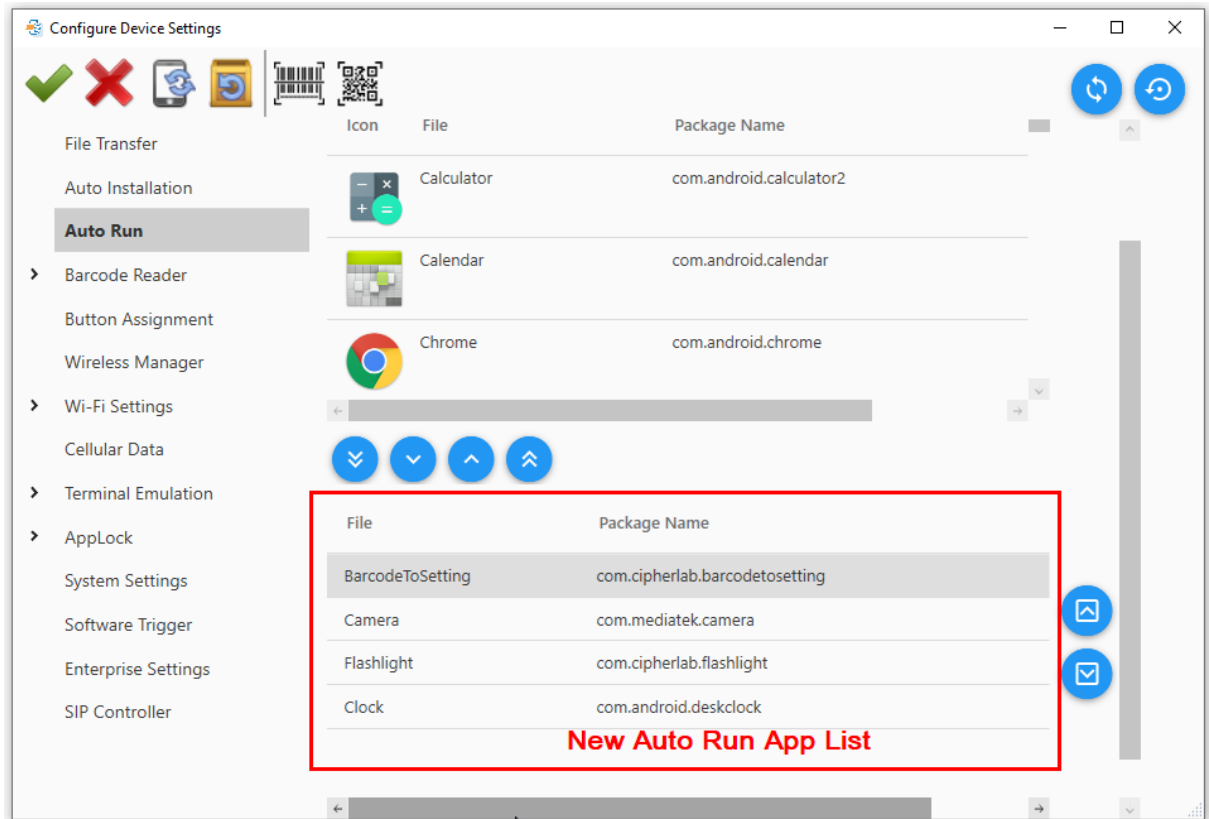 Configure Device Settings
File Transfer
Auto Installation
Auto Run
Barcode Reader
Button Assignment
Wireless Manager
Wi-Fi Settings
Cellular Data
Terminal Emulation
AppLock
System Settings
Software Trigger
Enterprise Settings
SIP Controller
Icon File Package Name
Calculator com.android.calculator2
Calendar com.android.calendar
Chrome com.android.chrome
File Package Name
BarcodeToSetting com.cipherlab.barcodetosetting
Camera com.mediatek.camera
Flashlight com.cipherlab.flashlight
Clock com.android.deskclock
New Auto Run App List